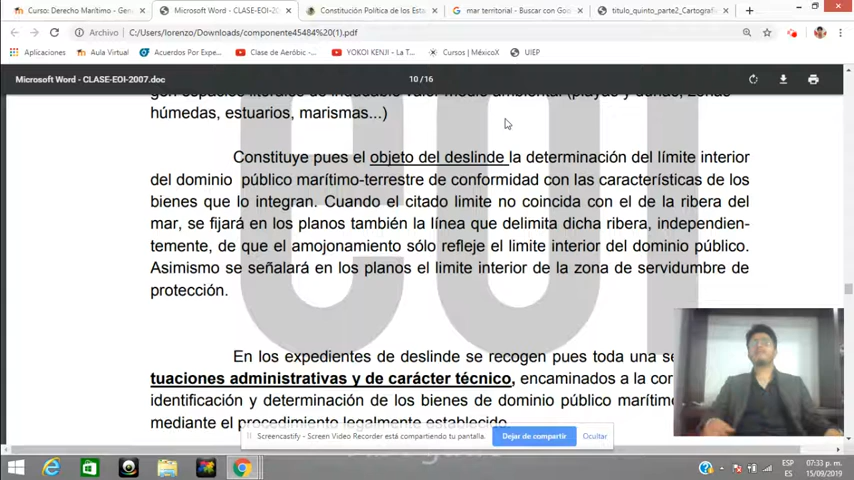 Curso: Derecho Marítimo - Gene
Microsoft Word - CLASE-EOI-20
Constitución Política de los Esta
mar territorial - Buscar con Goo
titulo_quinto_parte2_Cartograf
Archivo | C:/Users/lorenzo/Downloads/componente45484%20(1).pdf
Aplicaciones
Aula Virtual
Acuerdos Por Expe...
Clase de Aeróbic -...
YOKOI KENJI - La T...
Cursos |MéxicoX
UIEP
Microsoft Word - CLASE-EOI-2007.doc
10 / 16
húmedas, estuarios, marismas...)
Constituye pues el objeto del deslinde la determinación del límite interior
del dominio público marítimo-terrestre de conformidad con las características de los
bienes que lo integran. Cuando el citado limite no coincida con el de la ribera del
mar, se fijará en los planos también la línea que delimita dicha ribera, independien-
temente, de que el amojonamiento sólo refleje el limite interior del dominio público.
Asimismo se señalará en los planos el limite interior de la zona de servidumbre de
protección.
En los expedientes de deslinde se recogen pues toda una se
tuaciones administrativas y de carácter técnico, encaminados a la cor
identificación y determinación de los bienes de dominio público marítimo
mediante el procedimiento legalmente establecido.
Screencastify - Screen Video Recorder está compartiendo tu pantalla.
Dejar de compartir
Ocultar
ESP
ES
07:33 p. m.
15/09/2019